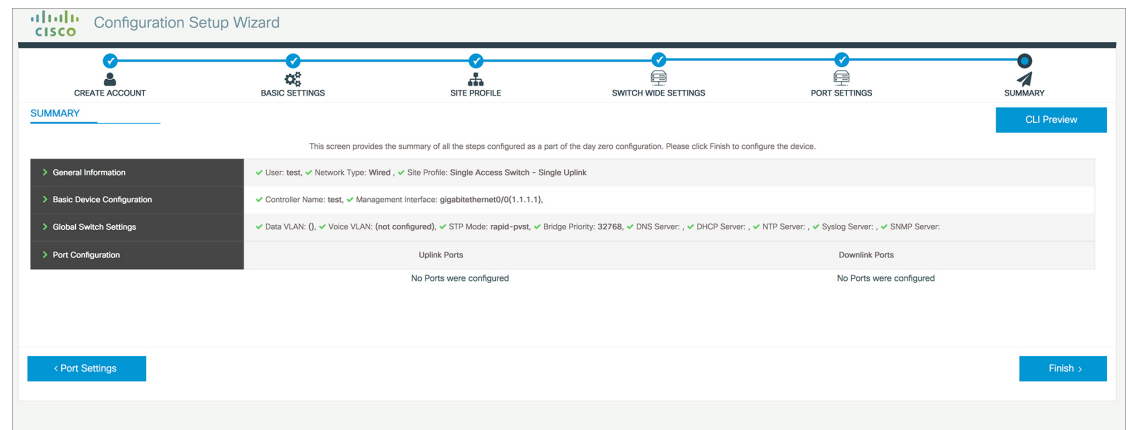 CISCO Configuration Setup Wizard
CREATE ACCOUNT BASIC SETTINGS SITE PROFILE SWITCH WIDE SETTINGS PORT SETTINGS SUMMARY
SUMMARY
CLI Preview
This screen provides the summary of all the steps configured as a part of the day zero configuration. Please click Finish to configure the device.
General Information User: test, Network Type: Wired , Site Profile: Single Access Switch - Single Uplink
Basic Device Configuration Controller Name: test, Management Interface: gigabitethernet0/0(1.1.1.1),
Global Switch Settings Data VLAN: (), Voice VLAN: (not configured), STP Mode: rapid-pvst, Bridge Priority: 32768, DNS Server: , DHCP Server: , NTP Server: , Syslog Server: , SNMP Server:
Port Configuration Uplink Ports Downlink Ports
No Ports were configured No Ports were configured
< Port Settings Finish >